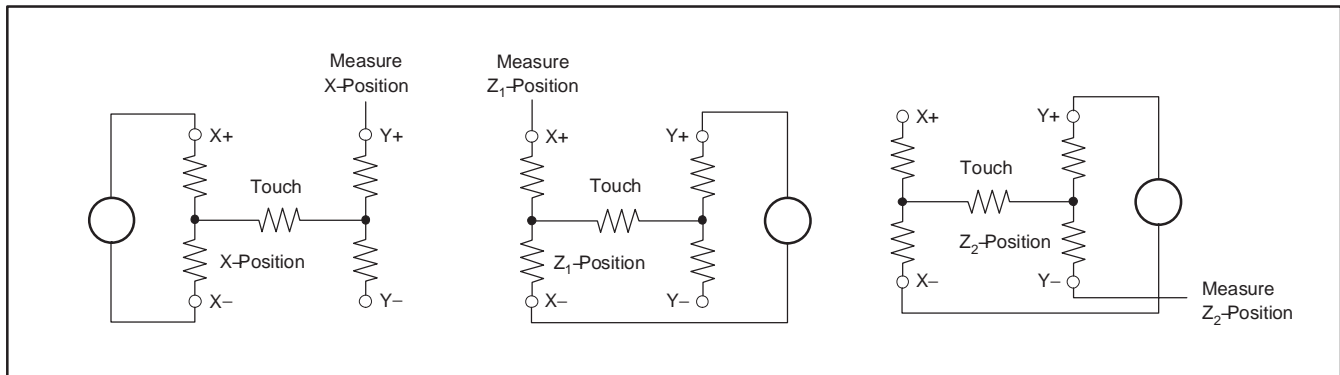 Measure
X–Position
X+
Y+
Touch
X–Position
X–
Y–
Measure
Z1–Position
X+
Y+
Touch
Z1–Position
X–
Y–
X+
Y+
Touch
Z2–Position
X–
Y–
Measure
Z2–Position